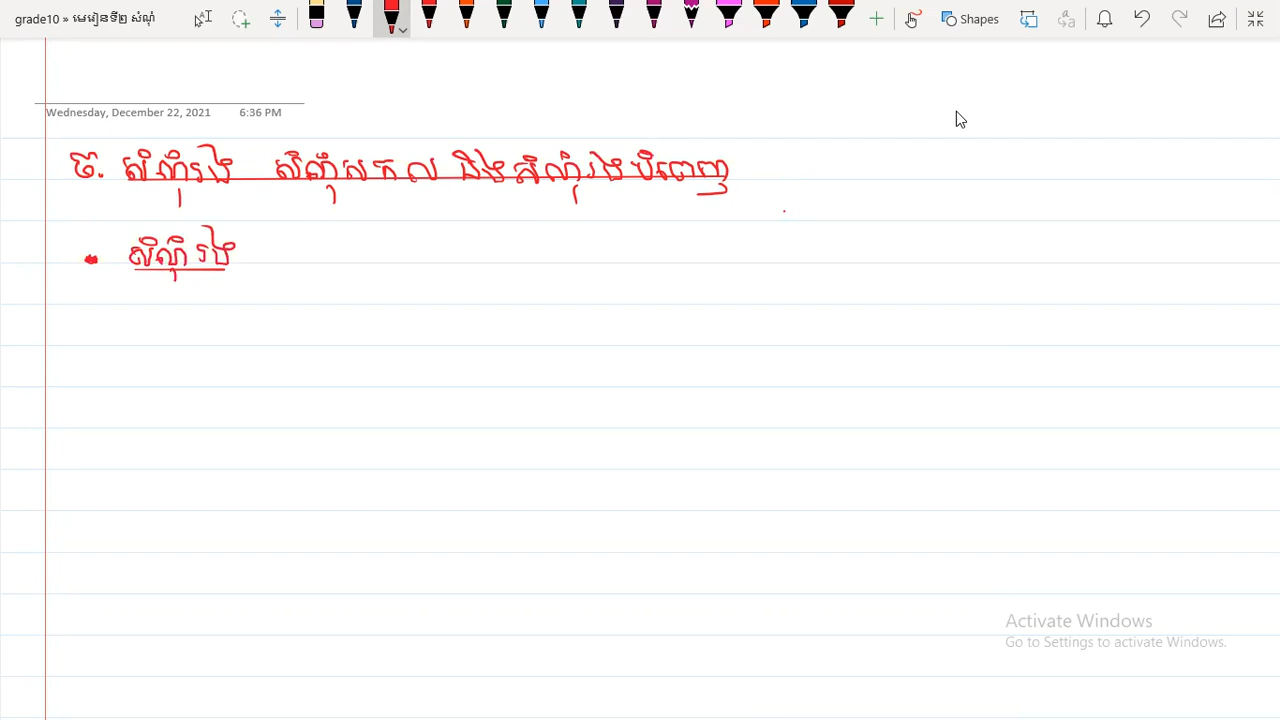 grade10 » មេរៀនទី២ សំណុំ
Shapes
Wednesday, December 22, 2021 6:36 PM
៤. សំណុំរង សំណុំសកល និងសំណុំរងបំពេញ
• សំណុំរង
Activate Windows
Go to Settings to activate Windows.